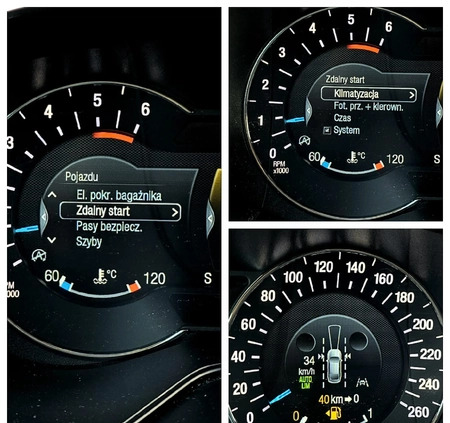 5
6
4
3
Pojazdu
El. pokr. bagażnika
Zdalny start
Pasy bezpiecz.
Szyby
60
°C
120
S
RPM
x1000
5
4
6
3
2
1
0
Zdalny start
Klimatyzacja
Fot. prz. + kierown.
Czas
System
RPM
x1000
60
°C
120
S
120
140
100
160
80
180
60
200
40
220
20
240
0
260
34
km/h
AUTO
LIM
40 km
0
0
1